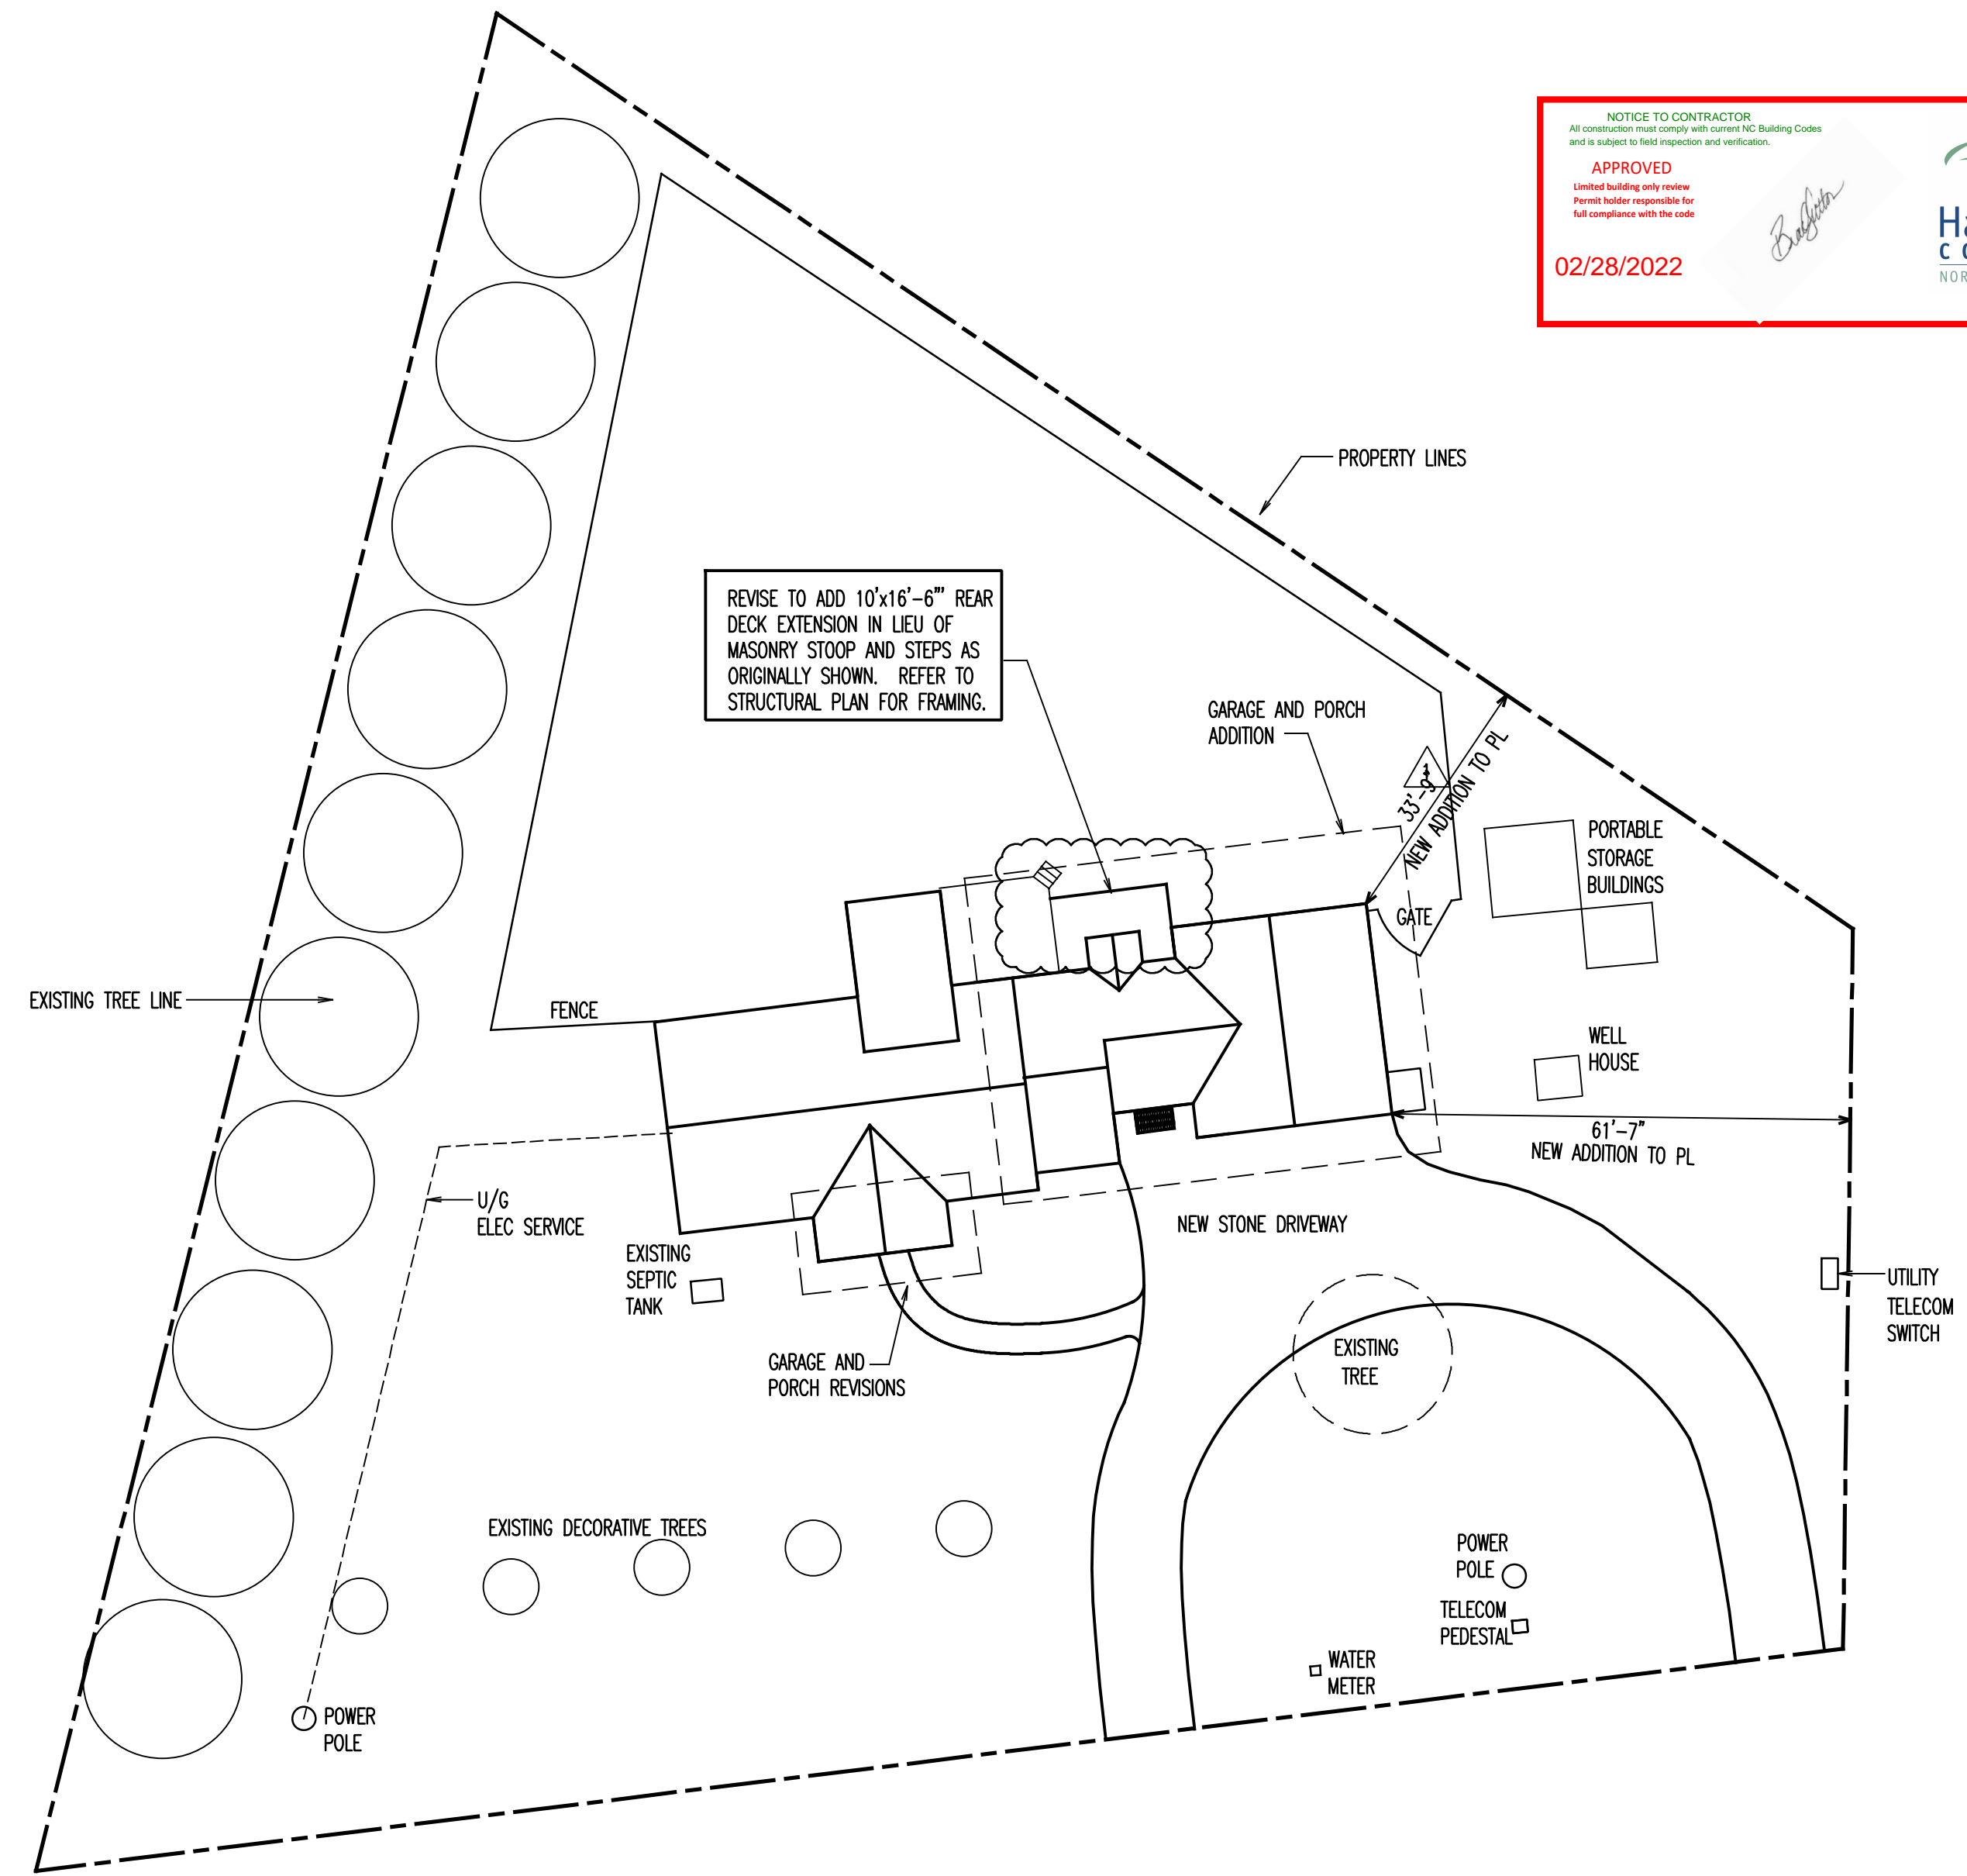 NOTICE TO CONTRACTOR
All construction must comply with current NC Building Codes
and is subject to field inspection and verification.
APPROVED
Limited building only review
Permit holder responsible for
full compliance with the code
02/28/2022
PROPERTY LINES
REVISE TO ADD 10'x16'-6"' REAR
DECK EXTENSION IN LIEU OF
MASONRY STOOP AND STEPS AS
ORIGINALLY SHOWN. REFER TO
STRUCTURAL PLAN FOR FRAMING.
GARAGE AND PORCH
ADDITION
1
33'-9"
NEW ADDITION TO PL
PORTABLE
STORAGE
BUILDINGS
GATE
EXISTING TREE LINE
FENCE
WELL
HOUSE
61'-7"
NEW ADDITION TO PL
U/G
ELEC SERVICE
NEW STONE DRIVEWAY
EXISTING
SEPTIC
TANK
UTILITY
TELECOM
SWITCH
GARAGE AND
PORCH REVISIONS
EXISTING
TREE
EXISTING DECORATIVE TREES
POWER
POLE
TELECOM
PEDESTAL
WATER
METER
POWER
POLE